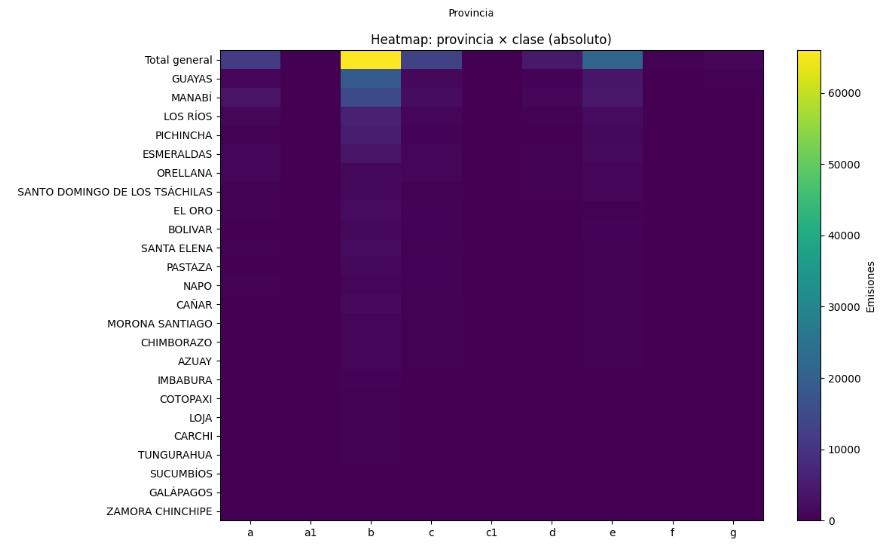 Provincia
Heatmap: provincia × clase (absoluto)
Total general
GUAYAS
MANABÍ
LOS RÍOS
PICHINCHA
ESMERALDAS
ORELLANA
SANTO DOMINGO DE LOS TSÁCHILAS
EL ORO
BOLIVAR
SANTA ELENA
PASTAZA
NAPO
CAÑAR
MORONA SANTIAGO
CHIMBORAZO
AZUAY
IMBABURA
COTOPAXI
LOJA
CARCHI
TUNGURAHUA
SUCUMBÍOS
GALÁPAGOS
ZAMORA CHINCHIPE
a a1 b c c1 d e f g
60000
50000
40000
30000
20000
10000
0
Emisiones